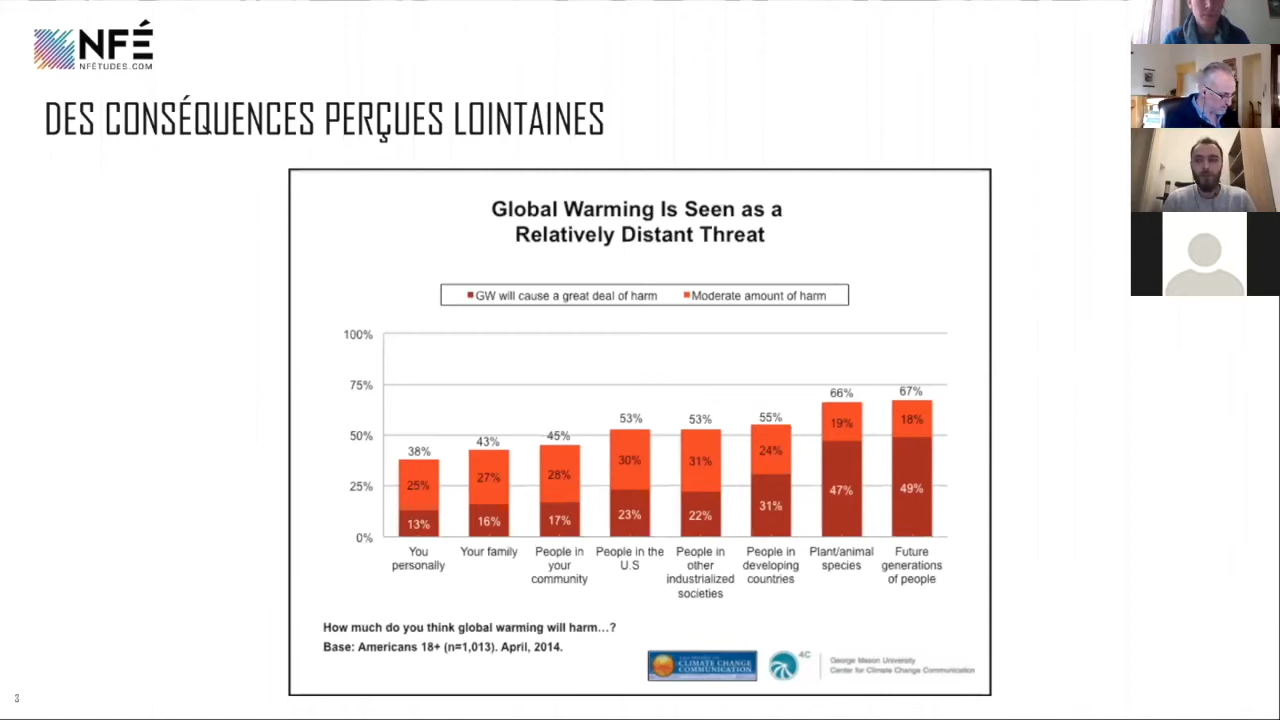 NFÉ
NFÉTUDES.COM
DES CONSÉQUENCES PERÇUES LOINTAINES
Global Warming Is Seen as a
Relatively Distant Threat
GW will cause a great deal of harm Moderate amount of harm
100%
75%
50%
25%
0%
38%
25%
13%
43%
27%
16%
45%
28%
17%
53%
30%
23%
53%
31%
22%
55%
24%
31%
66%
19%
47%
67%
18%
49%
You
personally
Your family
People in
your
community
People in the
U.S
People in
other
industrialized
societies
People in
developing
countries
Plant/animal
species
Future
generations
of people
How much do you think global warming will harm…?
Base: Americans 18+ (n=1,013). April, 2014.
CLIMATE CHANGE
COMMUNICATION
4C
George Mason University
Center for Climate Change Communication
3